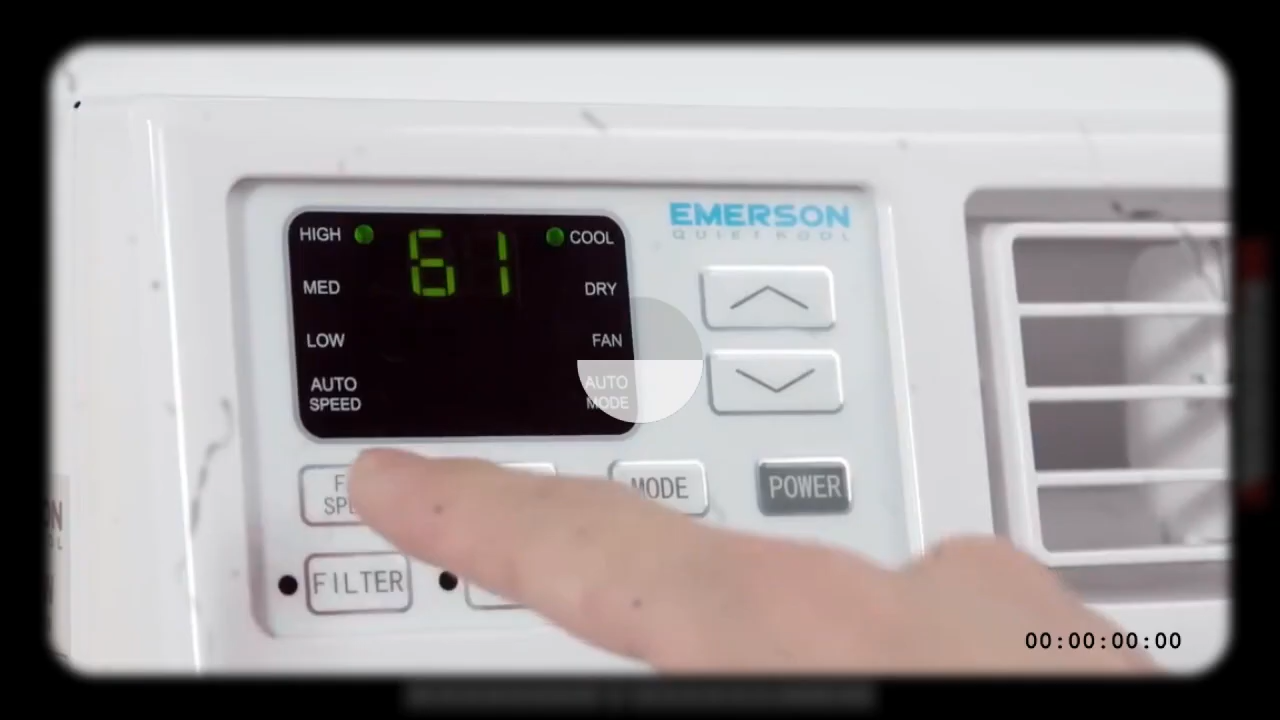 EMERSON
QUIET KOOL
HIGH
COOL
61
MED
DRY
LOW
FAN
AUTO
SPEED
AUTO
MODE
MODE
POWER
FILTER
00:00:00:00